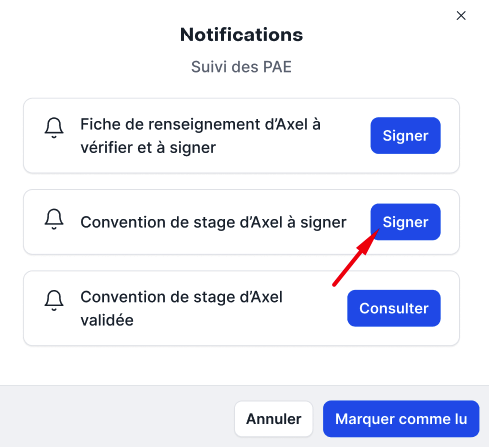 Notifications
Suivi des PAE
Fiche de renseignement d’Axel à
vérifier et à signer
Signer
Convention de stage d’Axel à signer
Signer
Convention de stage d’Axel
validée
Consulter
Annuler
Marquer comme lu